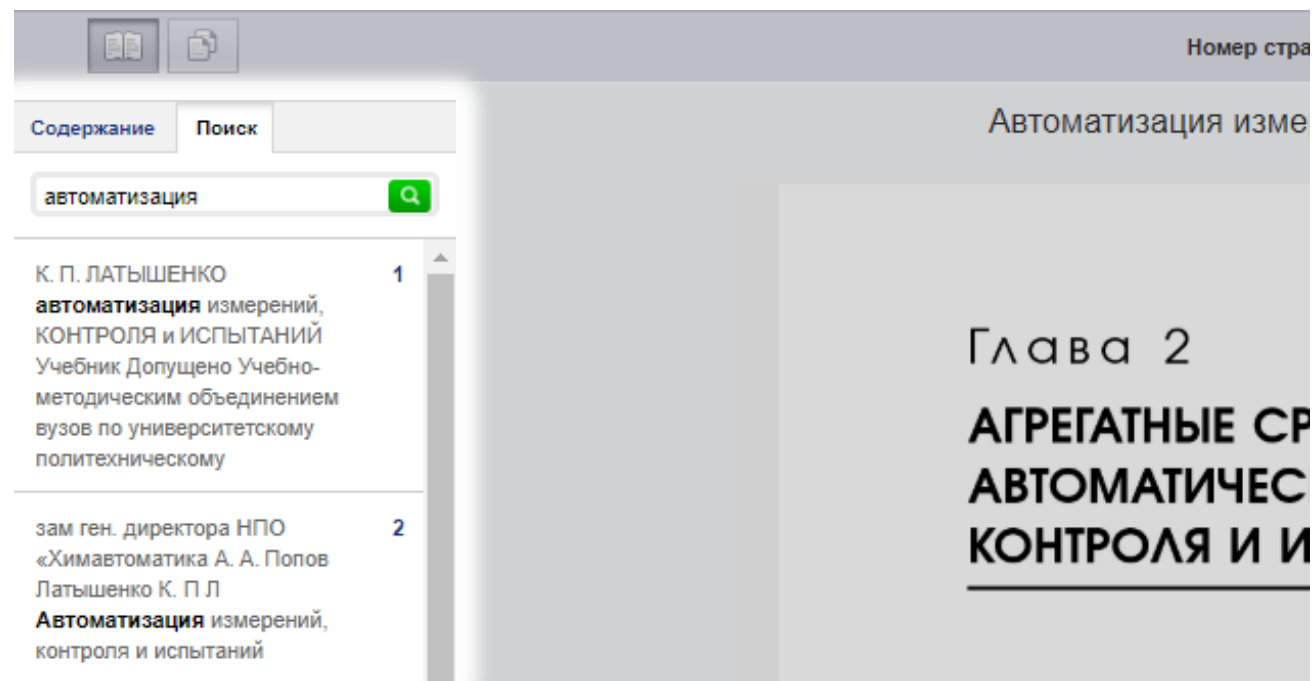 Номер стра
Содержание Поиск
Автоматизация изме
автоматизация
К. П. ЛАТЫШЕНКО 1
автоматизация измерений,
КОНТРОЛЯ и ИСПЫТАНИЙ
Учебник Допущено Учебно-
методическим объединением
вузов по университетскому
политехническому
зам ген. директора НПО 2
«Химавтоматика А. А. Попов
Латышенко К. П Л
Автоматизация измерений,
контроля и испытаний
Глава 2
АГРЕГАТНЫЕ СР
АВТОМАТИЧЕС
КОНТРОЛЯ И И